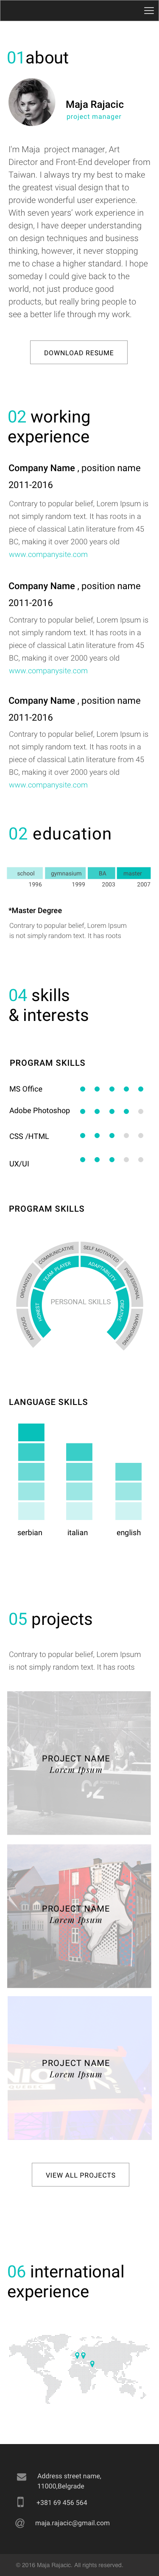 01about
Maja Rajacic
project manager
I'm Maja  project manager, Art
Director and Front-End developer from
Taiwan. I always try my best to make
the greatest visual design that to
provide wonderful user experience.
With seven years' work experience in
design, I have deeper understanding
on design techniques and business
thinking, however, it never stopping
me to chase a higher standard. I hope
someday I could give back to the
world, not just produce good
products, but really bring people to
see a better life through my work.
DOWNLOAD RESUME
02 working
experience
Company Name , position name
2011-2016
Contrary to popular belief, Lorem Ipsum is
not simply random text. It has roots in a
piece of classical Latin literature from 45
BC, making it over 2000 years old
www.companysite.com
Company Name , position name
2011-2016
Contrary to popular belief, Lorem Ipsum is
not simply random text. It has roots in a
piece of classical Latin literature from 45
BC, making it over 2000 years old
www.companysite.com
Company Name , position name
2011-2016
Contrary to popular belief, Lorem Ipsum is
not simply random text. It has roots in a
piece of classical Latin literature from 45
BC, making it over 2000 years old
www.companysite.com
02 education
school gymnasium BA master
1996 1999 2003 2007
*Master Degree
Contrary to popular belief, Lorem Ipsum
is not simply random text. It has roots
04 skills
& interests
PROGRAM SKILLS
MS Office
Adobe Photoshop
CSS /HTML
UX/UI
PROGRAM SKILLS
AMBITIOUS ORGANIZED COMMUNICATIVE SELF MOTIVATED PROFESSIONAL HARDWORKING
HONEST TEAM PLAYER ADAPTABILITY CREATIVE
PERSONAL SKILLS
LANGUAGE SKILLS
serbian italian english
05 projects
Contrary to popular belief, Lorem Ipsum
is not simply random text. It has roots
PROJECT NAME
Lorem Ipsum
PROJECT NAME
Lorem Ipsum
PROJECT NAME
Lorem Ipsum
VIEW ALL PROJECTS
06 international
experience
Address street name,
11000,Belgrade
+381 69 456 564
maja.rajacic@gmail.com
© 2016 Maja Rajacic. All rights reserved.